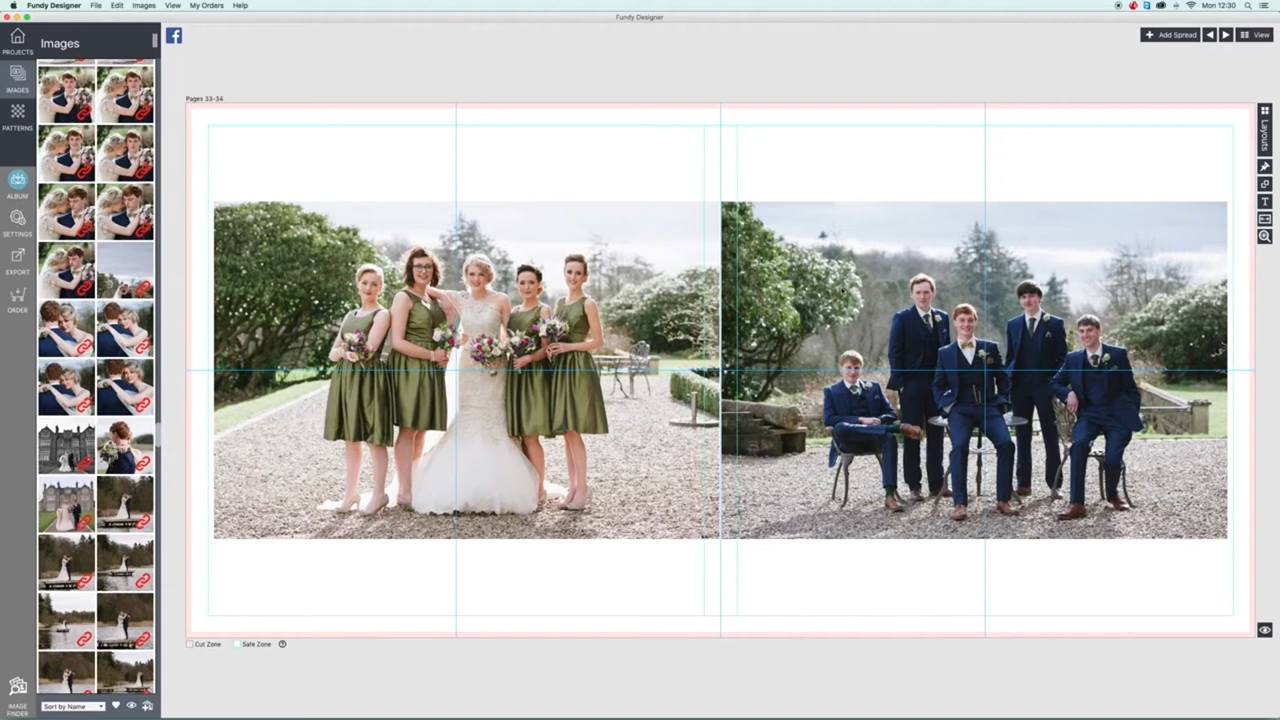 Fundy Designer File Edit Images View My Orders Help
Mon 12:30
Fundy Designer
PROJECTS
IMAGES
PATTERNS
ALBUM
SETTINGS
EXPORT
ORDER
IMAGE
FINDER
Images
Sort by Name
f
+ Add Spread
View
Pages 33-34
Layouts
T
Cut Zone Safe Zone ?